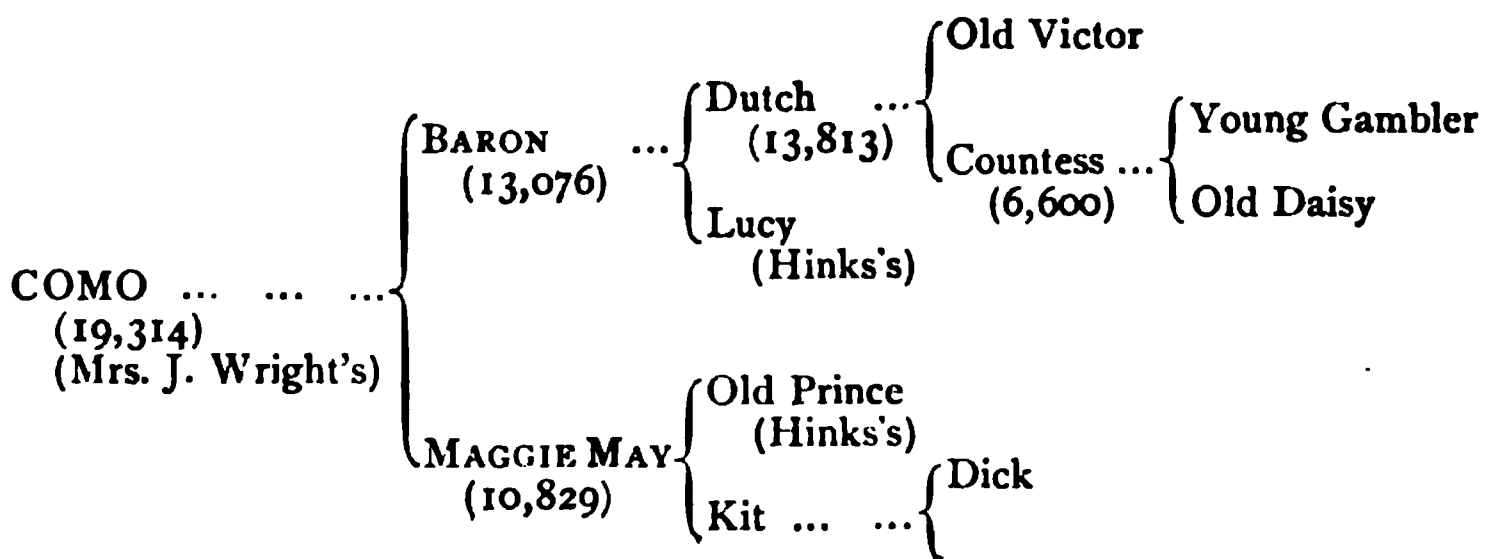 Old Victor
Dutch ...
(13,813)
Young Gambler
BARON ...
(13,076)
Countess ...
(6,600)
Old Daisy
Lucy
(Hinks's)
COMO ... ... ...
(19,314)
(Mrs. J. Wright's)
Old Prince
(Hinks's)
MAGGIE MAY
(10,829)
Dick
Kit ... ...